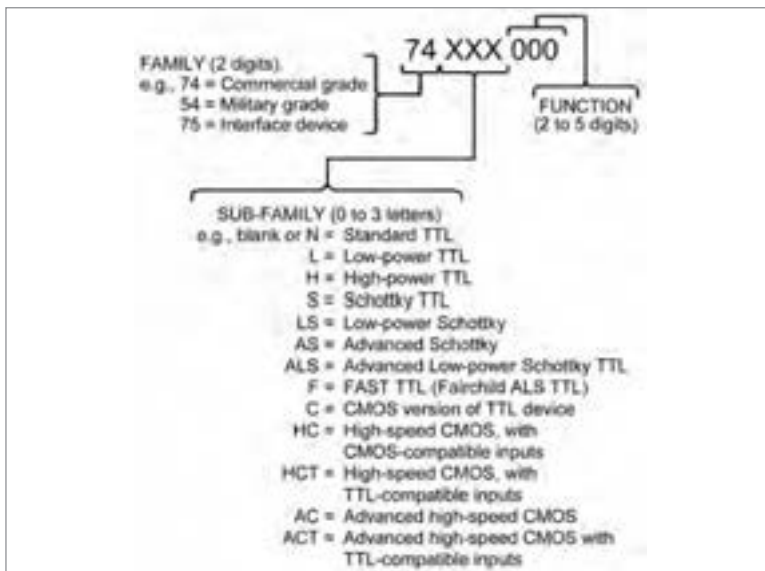 74 XXX 000
FAMILY (2 digits).
e.g., 74 = Commercial grade
54 = Military grade
75 = Interface device
FUNCTION
(2 to 5 digits)
SUB-FAMILY (0 to 3 letters)
e.g., blank or N = Standard TTL
L = Low-power TTL
H = High-power TTL
S = Schottky TTL
LS = Low-power Schottky
AS = Advanced Schottky
ALS = Advanced Low-power Schottky TTL
F = FAST TTL (Fairchild ALS TTL)
C = CMOS version of TTL device
HC = High-speed CMOS, with
CMOS-compatible inputs
HCT = High-speed CMOS, with
TTL-compatible inputs
AC = Advanced high-speed CMOS
ACT = Advanced high-speed CMOS with
TTL-compatible inputs